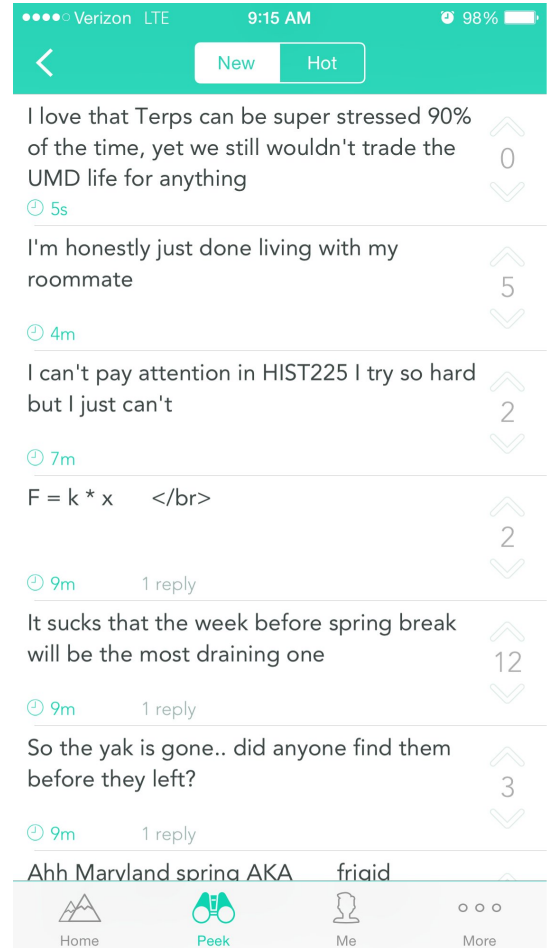 Verizon LTE 9:15 AM 98%
New Hot
I love that Terps can be super stressed 90%
of the time, yet we still wouldn't trade the
UMD life for anything
0
5s
I'm honestly just done living with my
roommate
5
4m
I can't pay attention in HIST225 I try so hard
but I just can't
2
7m
F = k * x </br>
2
9m 1 reply
It sucks that the week before spring break
will be the most draining one
12
9m 1 reply
So the yak is gone.. did anyone find them
before they left?
3
9m 1 reply
Ahh Maryland spring AKA frigid
Home Peek Me More